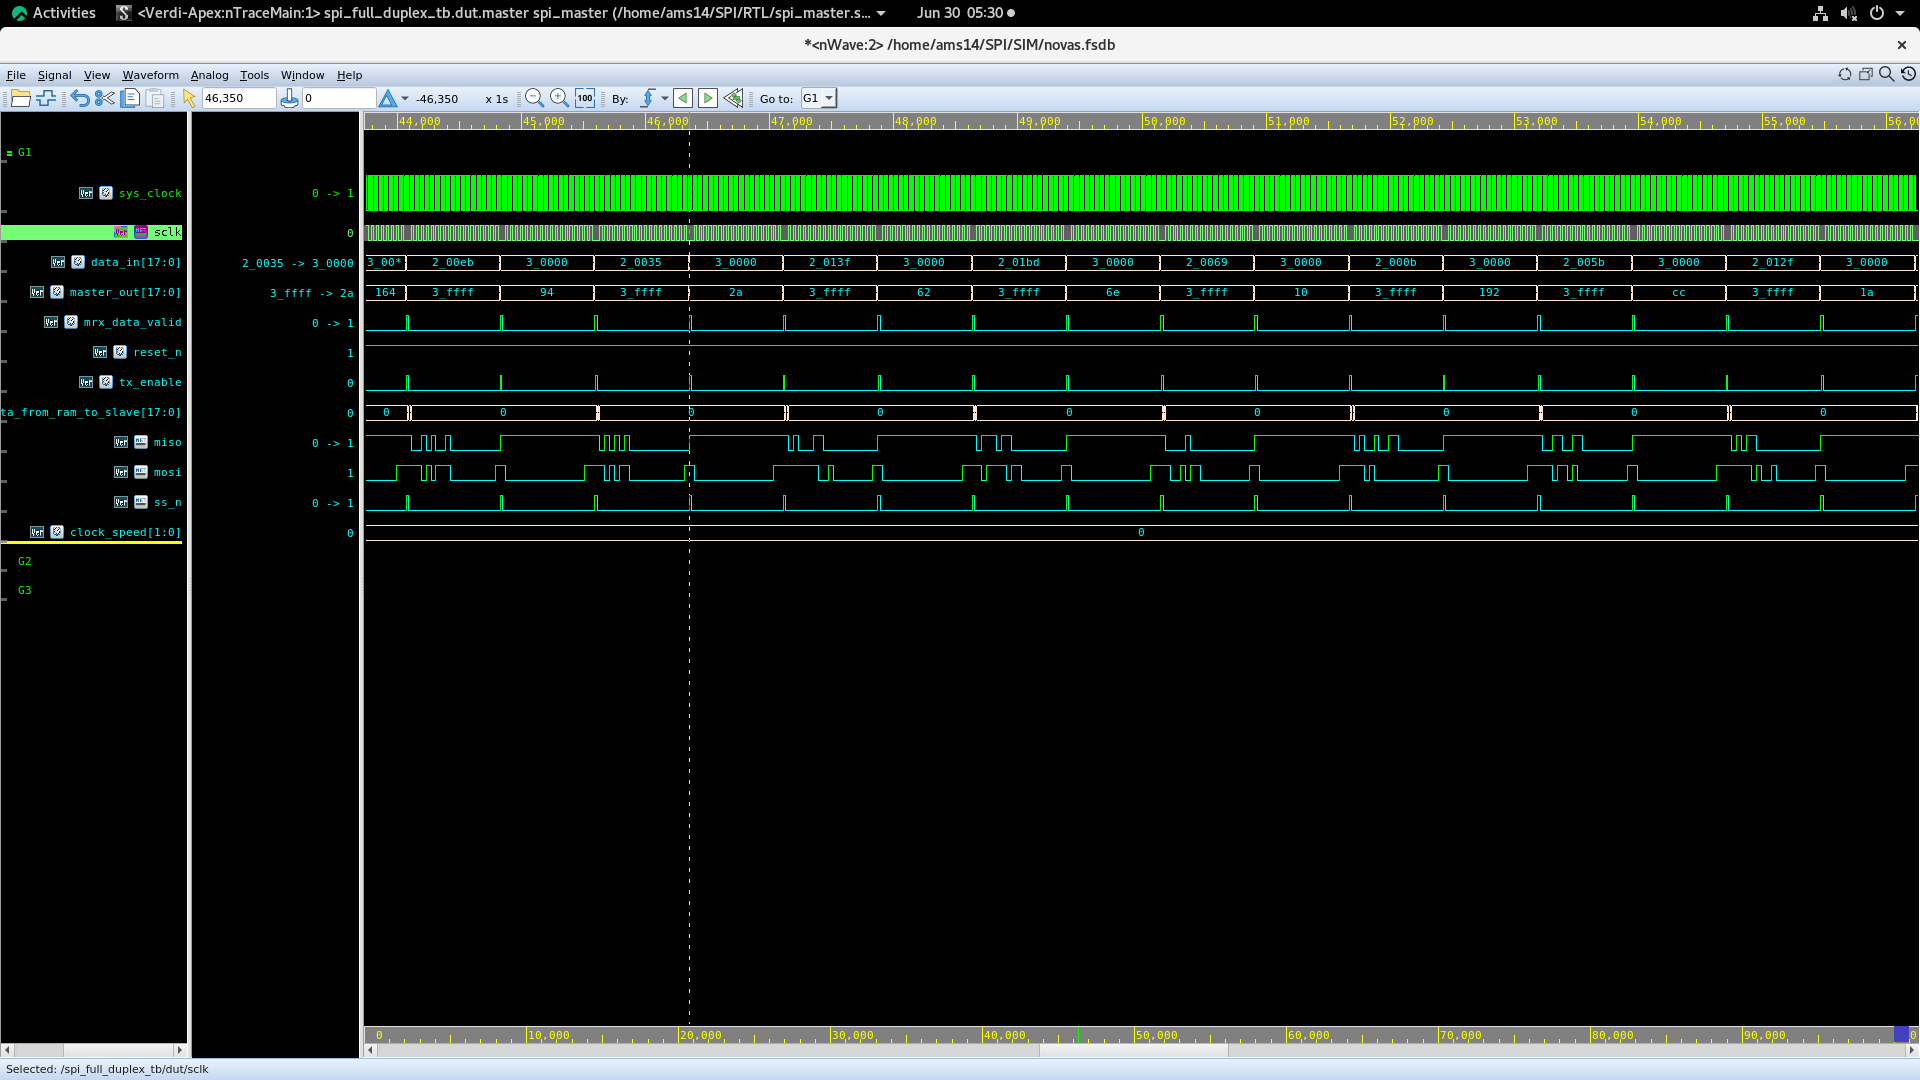 Activities <Verdi-Apex:nTraceMain:1> spi_full_duplex_tb.dut.master spi_master (/home/ams14/SPI/RTL/spi_master.s... Jun 30 05:30
*<nWave:2> /home/ams14/SPI/SIM/novas.fsdb
File Signal View Waveform Analog Tools Window Help
46,350 0 -46,350 x 1s 100 By: Go to: G1
44,000 45,000 46,000 47,000 48,000 49,000 50,000 51,000 52,000 53,000 54,000 55,000 56,0
G1
sys_clock 0 -> 1
sclk 0
data_in[17:0] 2_0035 -> 3_0000 3_00* 2_00eb 3_0000 2_0035 3_0000 2_013f 3_0000 2_01bd 3_0000 2_0069 3_0000 2_000b 3_0000 2_005b 3_0000 2_012f 3_0000
master_out[17:0] 3_ffff -> 2a 164 3_ffff 94 3_ffff 2a 3_ffff 62 3_ffff 6e 3_ffff 10 3_ffff 192 3_ffff cc 3_ffff 1a
mrx_data_valid 0 -> 1
reset_n 1
tx_enable 0
ta_from_ram_to_slave[17:0] 0 0 0 0 0 0 0 0 0 0
miso 0 -> 1
mosi 1
ss_n 0 -> 1
clock_speed[1:0] 0 0
G2
G3
0 10,000 20,000 30,000 40,000 50,000 60,000 70,000 80,000 90,000 0
Selected: /spi_full_duplex_tb/dut/sclk